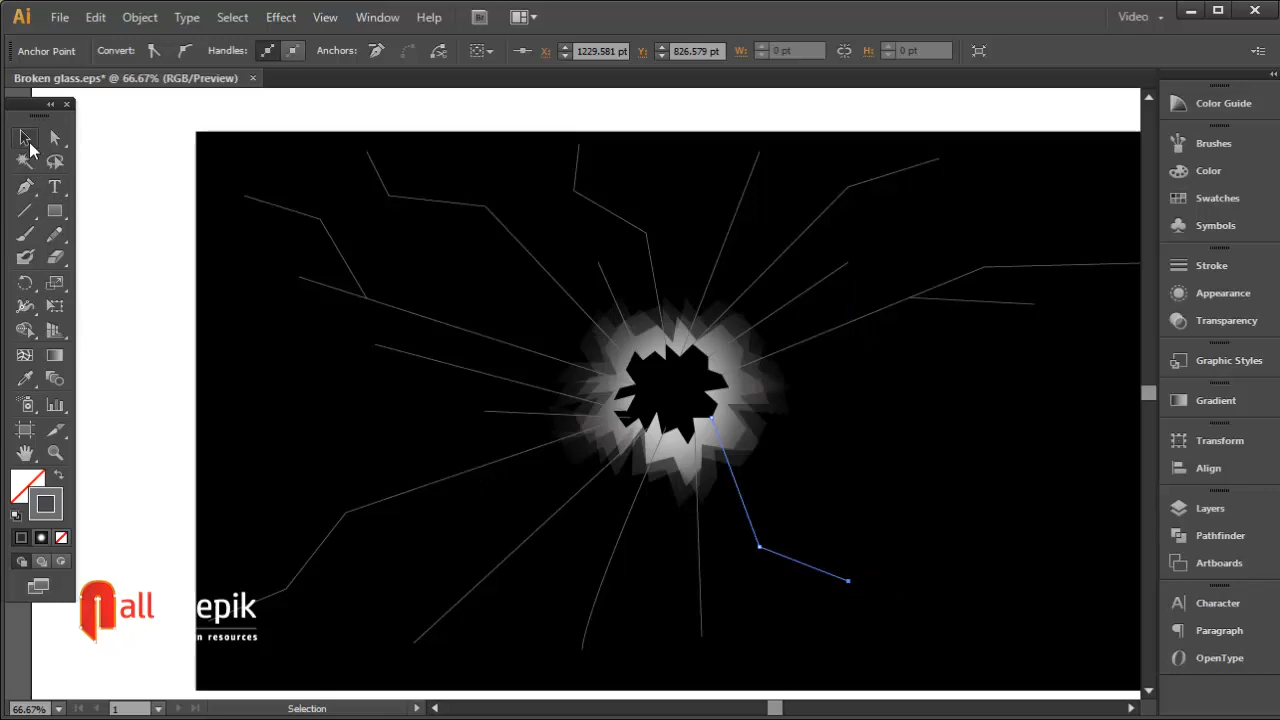 Ai File Edit Object Type Select Effect View Window Help Br Video
Anchor Point Convert: Handles: Anchors: X: 1229.581 pt Y: 826.579 pt W: 0 pt H: 0 pt
Broken glass.eps* @ 66.67% (RGB/Preview) ×
Color Guide
Brushes
Color
Swatches
Symbols
Stroke
Appearance
Transparency
Graphic Styles
Gradient
Transform
Align
Layers
Pathfinder
Artboards
Character
Paragraph
OpenType
all epik
n resources
66.67% 1 Selection